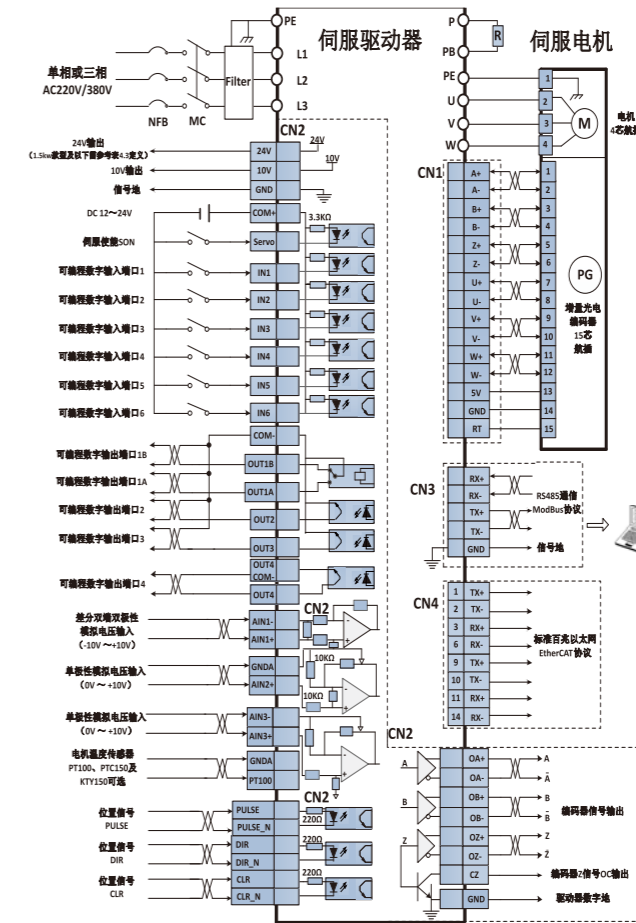 PE
伺服驱动器
伺服电机
L1
L2
L3
单相或三相
AC220V/380V
Filter
NFB
MC
P
PB
R
PE
U
V
W
1
2
3
4
M
电机
4芯航插
CN2
24V输出
24V
24V
10V输出
10V
10V
信号地
GND
DC 12～24V
COM+
3.3KΩ
伺服使能SON
Servo
可编程数字输入端口1
IN1
可编程数字输入端口2
IN2
可编程数字输入端口3
IN3
可编程数字输入端口4
IN4
可编程数字输入端口5
IN5
可编程数字输入端口6
IN6
COM-
可编程数字输出端口1B
OUT1B
可编程数字输出端口1A
OUT1A
可编程数字输出端口2
OUT2
可编程数字输出端口3
OUT3
OUT4
COM-
可编程数字输出端口4
OUT4
CN2
差分双端双极性
模拟电压输入
（-10V ～+10V）
AIN1-
AIN1+
单极性模拟电压输入
（0V ～ +10V）
GNDA
AIN2+
10KΩ
10KΩ
单极性模拟电压输入
（0V ～ +10V）
AIN3-
AIN3+
电机温度传感器
PT100、PTC150及
KTY150可选
GNDA
PT100
CN2
位置信号
PULSE
PULSE
PULSE_N
220Ω
位置信号
DIR
DIR
DIR_N
220Ω
位置信号
CLR
CLR
CLR_N
220Ω
CN1
A+
A-
B+
B-
Z+
Z-
U+
U-
V+
V-
W+
W-
5V
GND
RT
1
2
3
4
5
6
7
8
9
10
11
12
13
14
15
PG
增量光电
编码器
15芯
航插
CN3
RX+
RX-
TX+
TX-
GND
RS485通信
ModBus协议
信号地
CN4
1 TX+
2 TX-
3 RX+
6 RX-
9 TX+
10 TX-
11 RX+
14 RX-
标准百兆以太网
EtherCAT协议
CN2
A
B
Z
OA+
OA-
OB+
OB-
OZ+
OZ-
CZ
GND
A
Ā
B
B̄
Z
Z̄
编码器信号输出
编码器Z信号OC输出
驱动器数字地